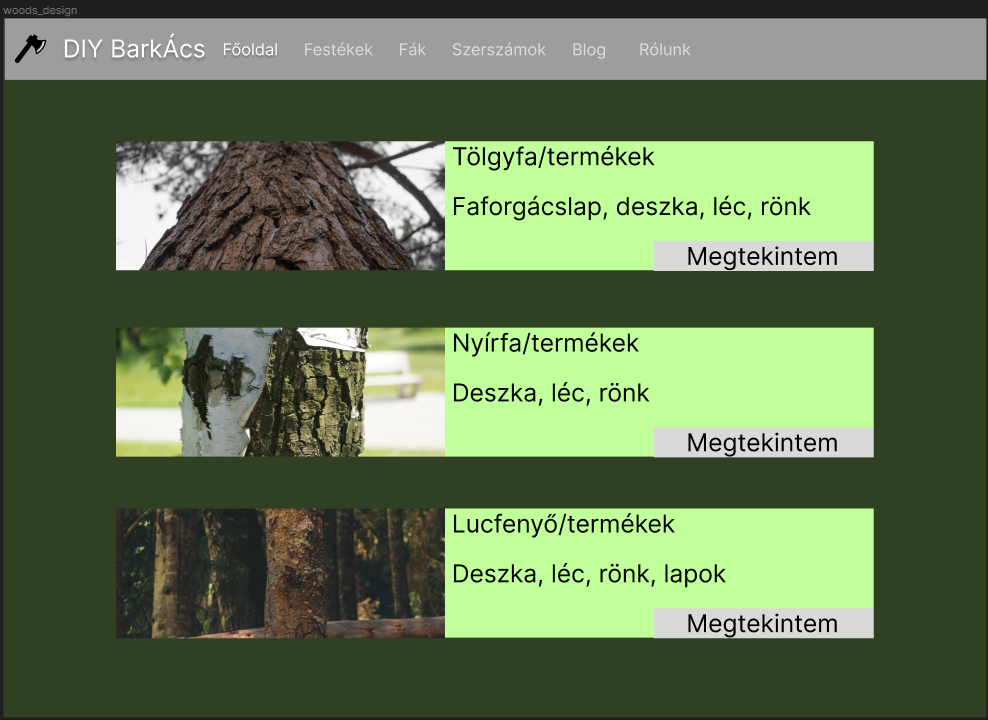 woods_design
DIY BarkÁcs Főoldal Festékek Fák Szerszámok Blog Rólunk
Tölgyfa/termékek
Faforgácslap, deszka, léc, rönk
Megtekintem
Nyírfa/termékek
Deszka, léc, rönk
Megtekintem
Lucfenyő/termékek
Deszka, léc, rönk, lapok
Megtekintem